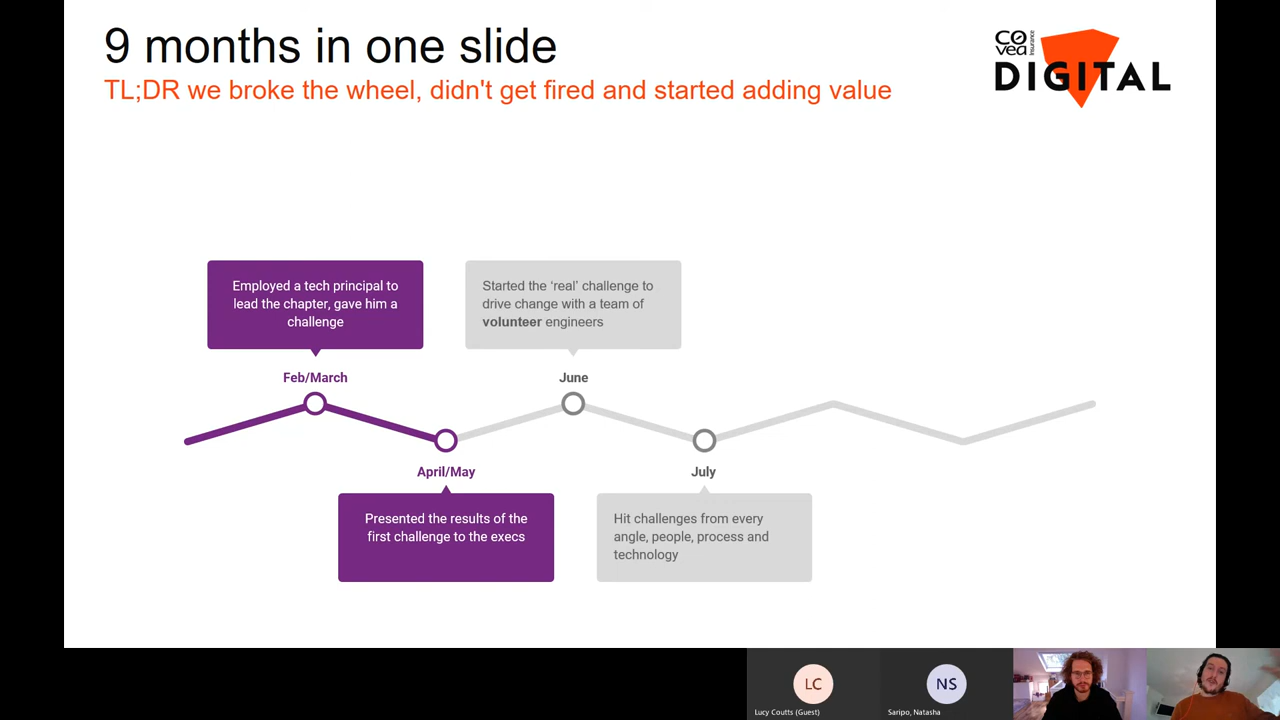 9 months in one slide
TL;DR we broke the wheel, didn't get fired and started adding value
covea
Insurance
DIGITAL
Employed a tech principal to
lead the chapter, gave him a
challenge
Started the ‘real’ challenge to
drive change with a team of
volunteer engineers
Feb/March
June
April/May
July
Presented the results of the
first challenge to the execs
Hit challenges from every
angle, people, process and
technology
LC
Lucy Coutts (Guest)
NS
Saripo, Natasha